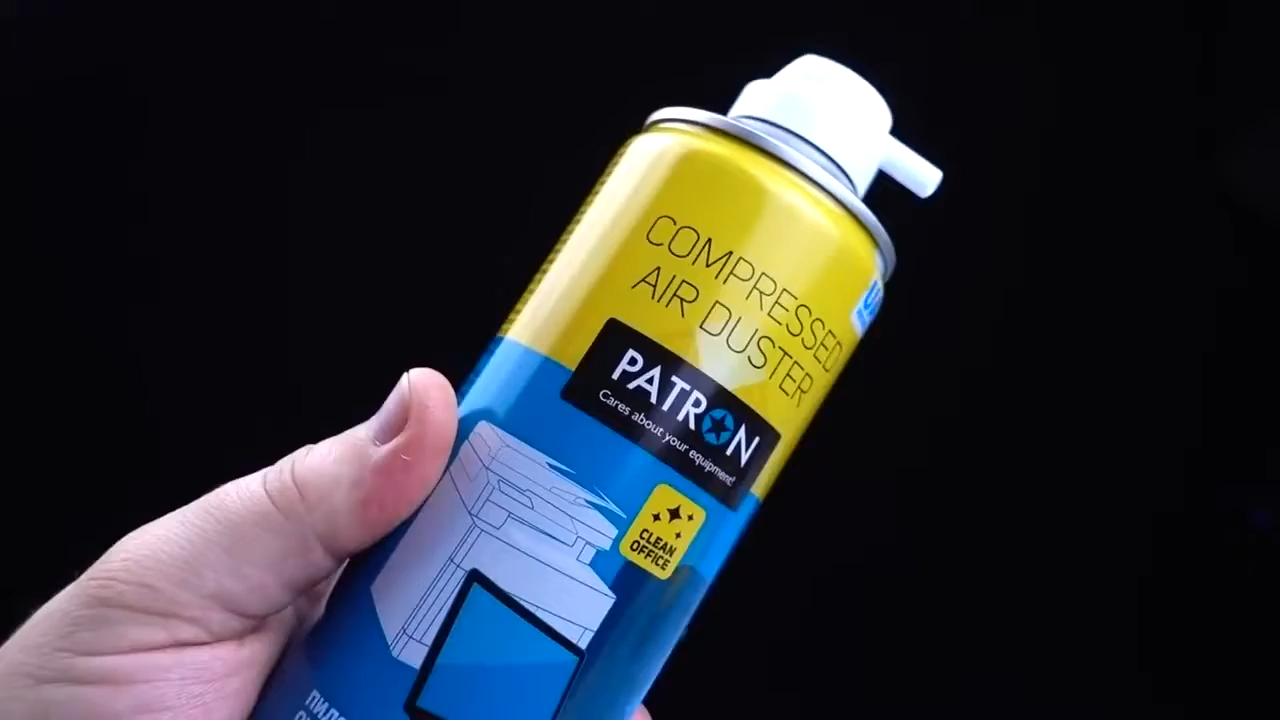 COMPRESSED
AIR DUSTER
PATRON
Cares about your equipment!
CLEAN
OFFICE